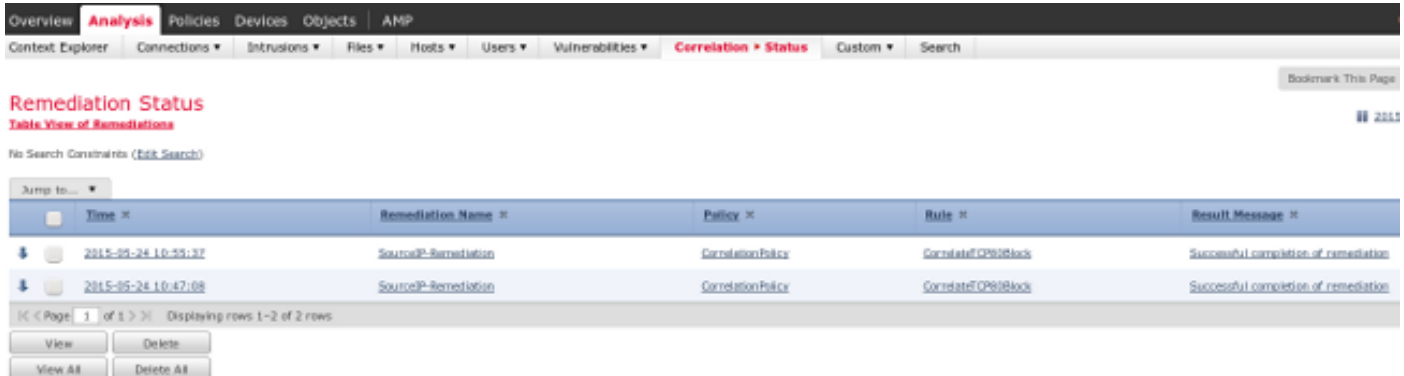 Overview Analysis Policies Devices Objects AMP
Context Explorer Connections ▾ Intrusions ▾ Files ▾ Hosts ▾ Users ▾ Vulnerabilities ▾ Correlation ▸ Status Custom ▾ Search
Bookmark This Page
Remediation Status
Table View of Remediations
2015
No Search Constraints (Edit Search)
Jump to... ▾
Time × Remediation Name × Policy × Rule × Result Message ×
2015-05-24 10:55:37 SourceIP-Remediation CorrelationPolicy CorrelateTCP80Block Successful completion of remediation
2015-05-24 10:47:08 SourceIP-Remediation CorrelationPolicy CorrelateTCP80Block Successful completion of remediation
|< < Page 1 of 1 > >| Displaying rows 1–2 of 2 rows
View Delete
View All Delete All